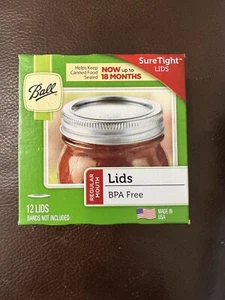 Ball
Helps Keep
Canned Food
Sealed
NOW up to
18 MONTHS
SureTight™
LIDS
REGULAR
MOUTH
Lids
BPA Free
12 LIDS
BANDS NOT INCLUDED
MADE IN
USA